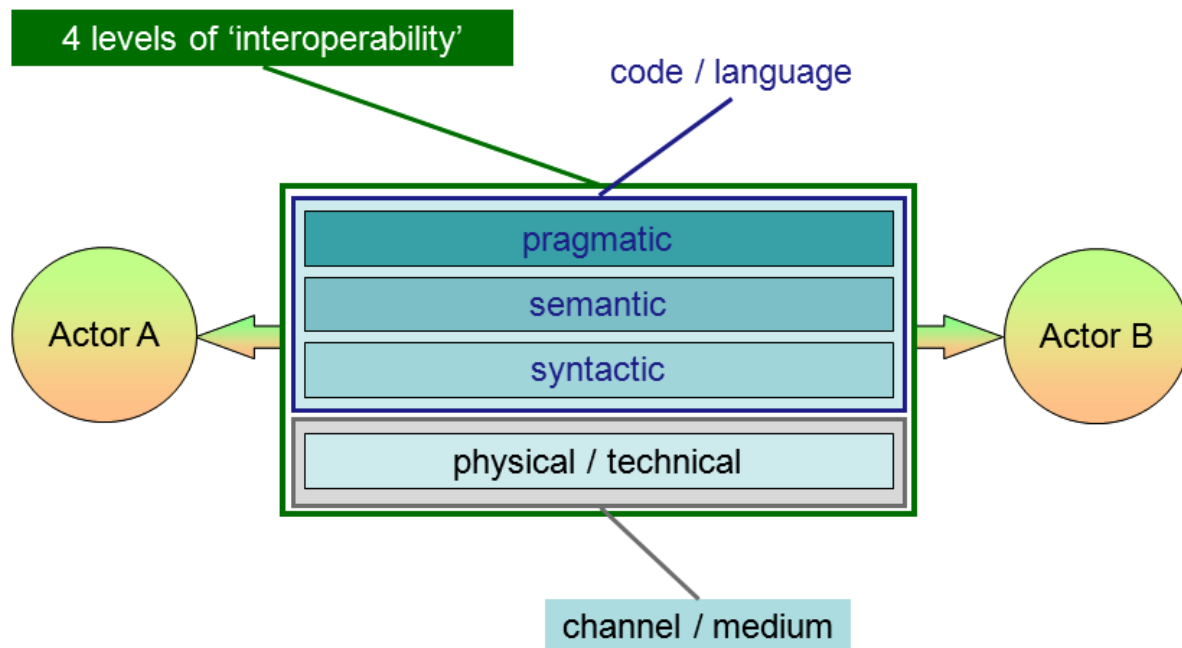 4 levels of ‘interoperability’
code / language
pragmatic
semantic
syntactic
Actor A
Actor B
physical / technical
channel / medium